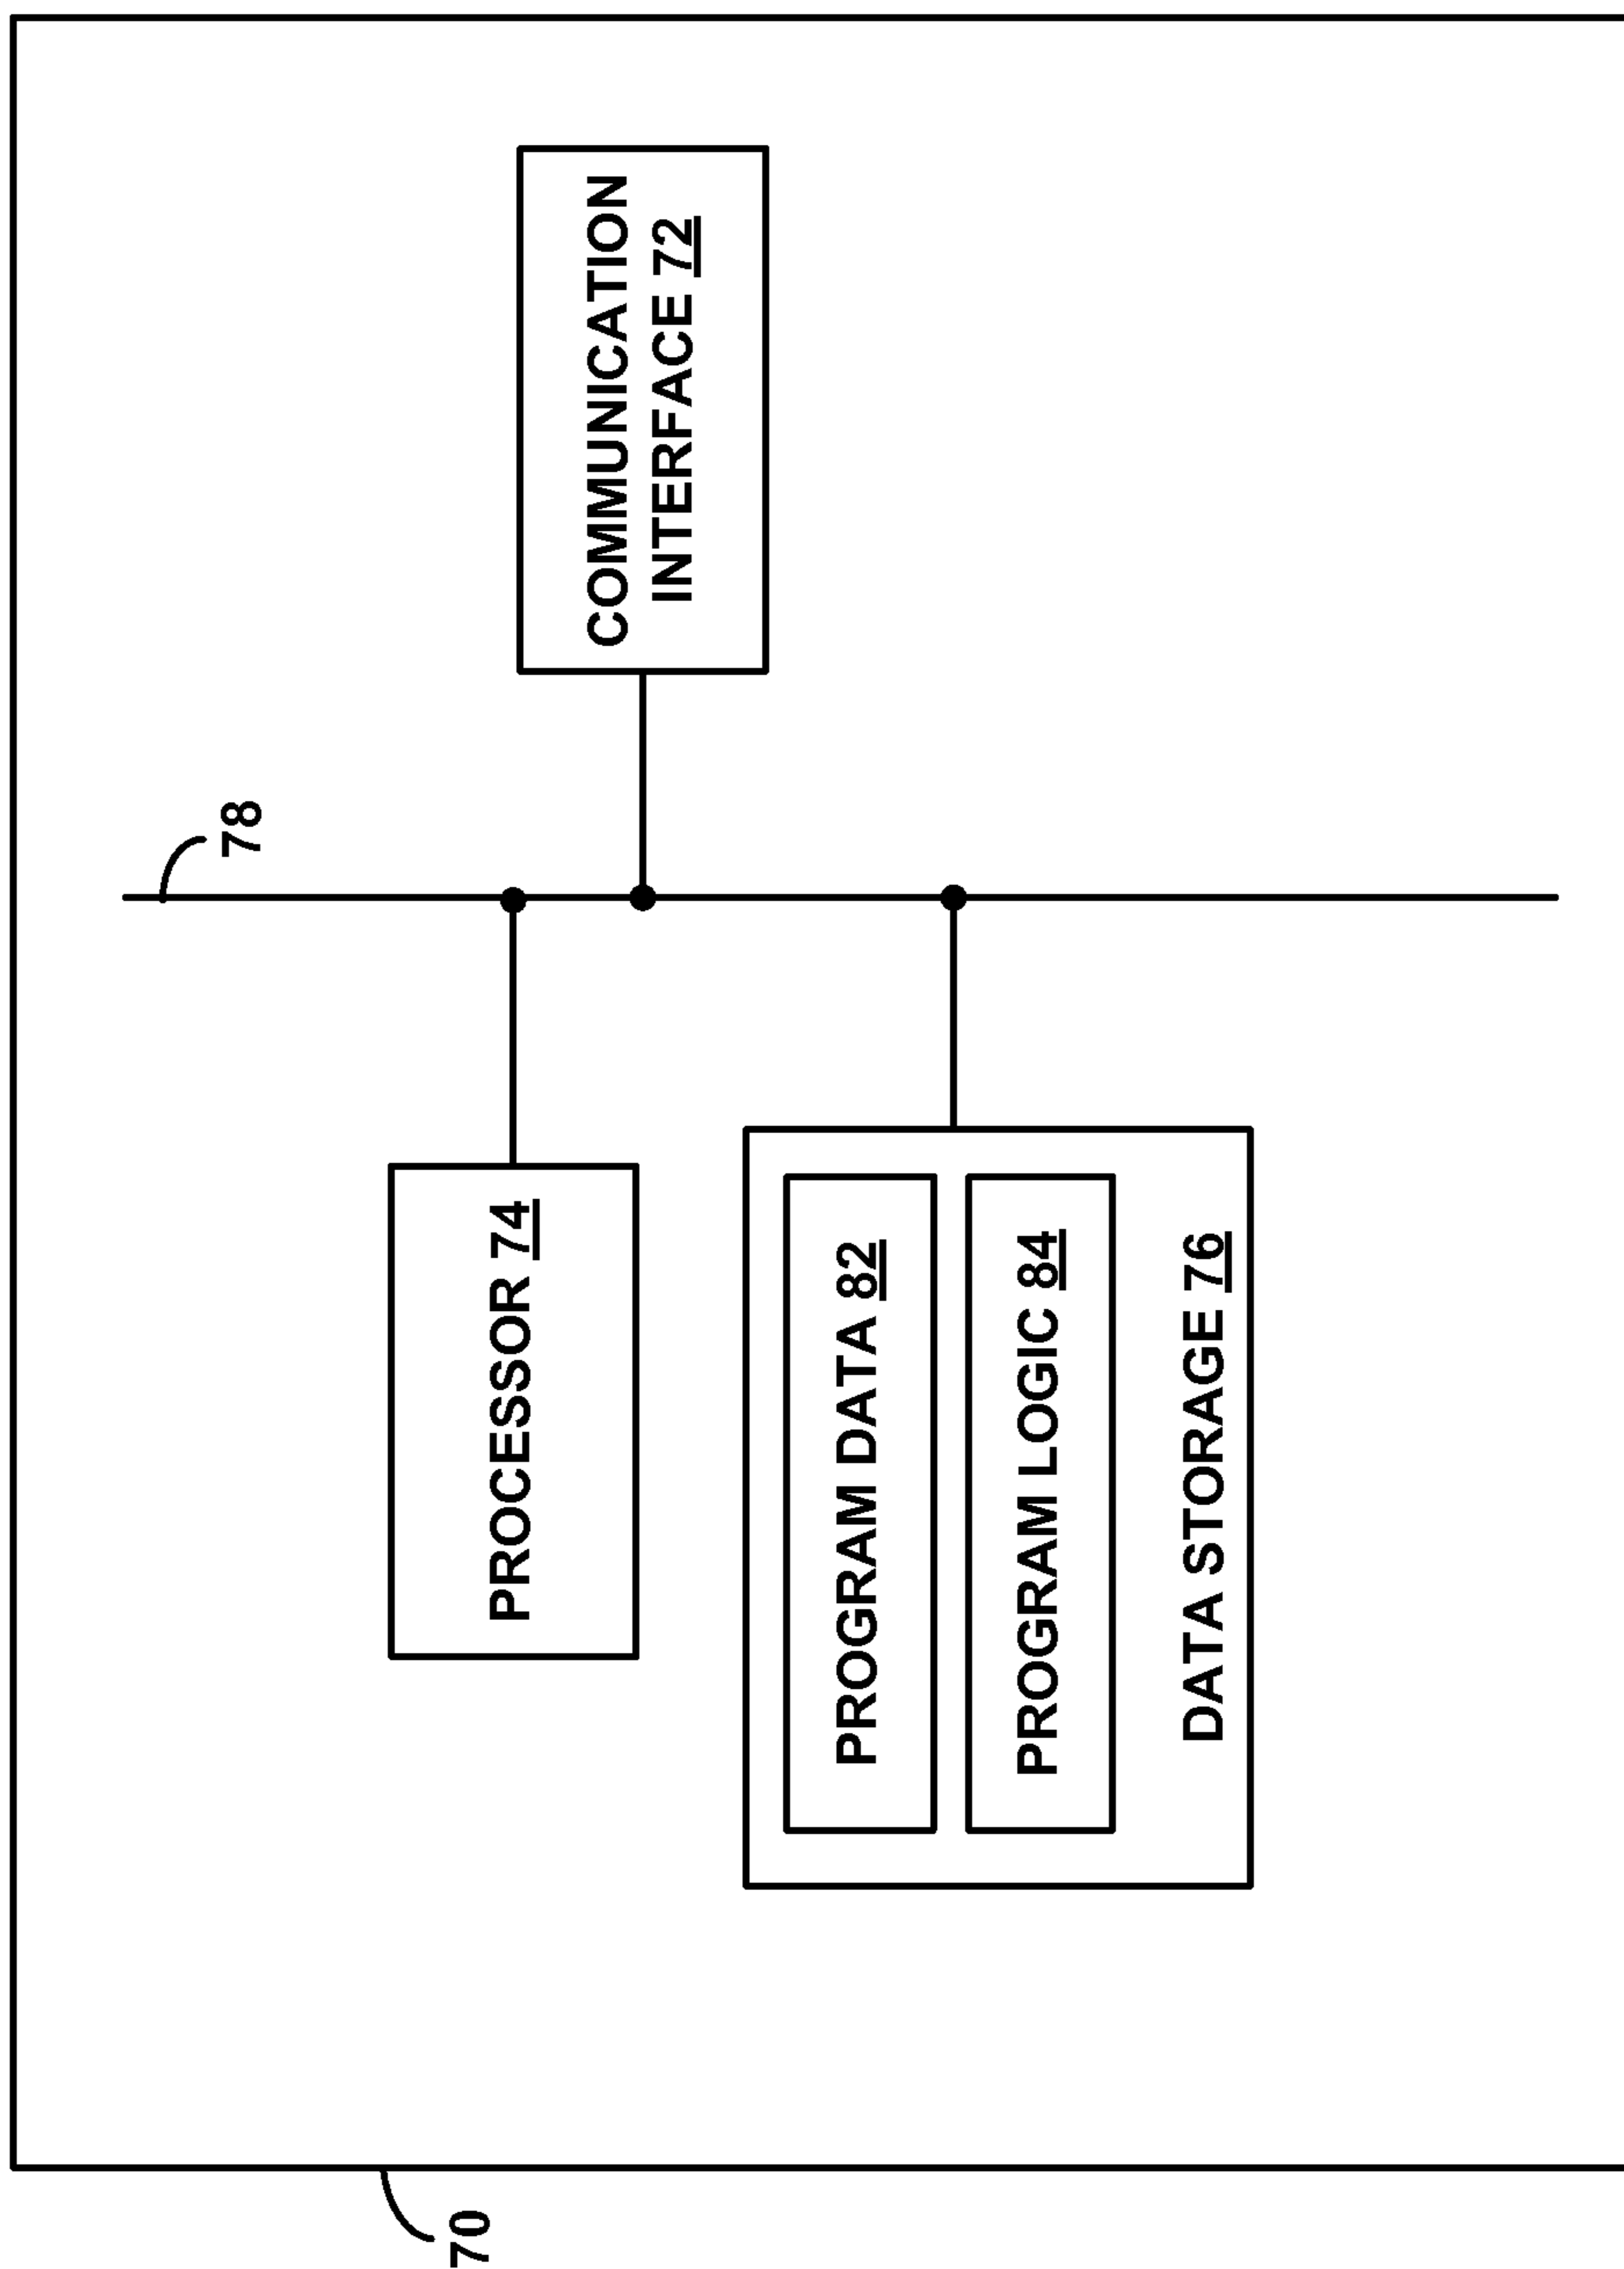 70
78
PROCESSOR 74
COMMUNICATION
INTERFACE 72
PROGRAM DATA 82
PROGRAM LOGIC 84
DATA STORAGE 76